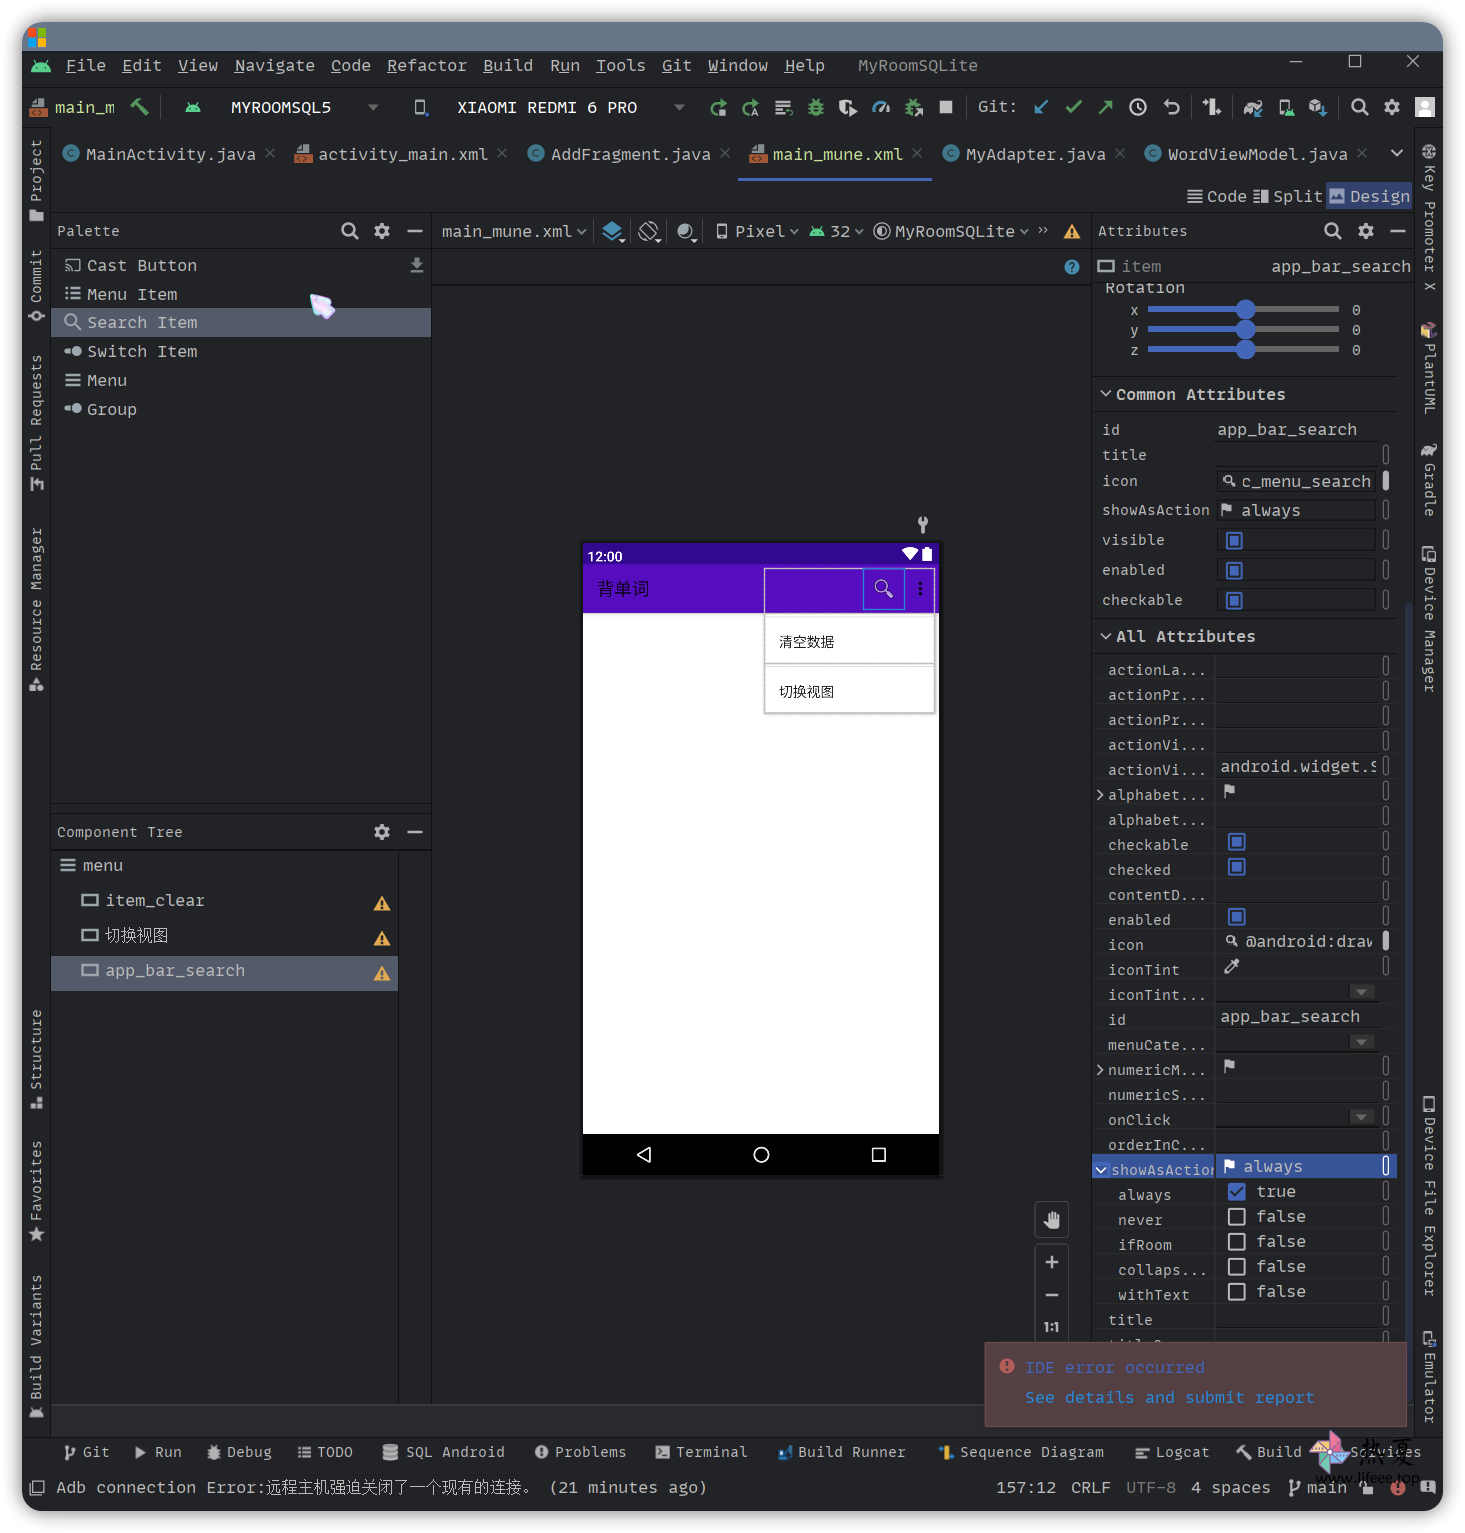 File Edit View Navigate Code Refactor Build Run Tools Git Window Help MyRoomSQLite
main_m MYROOMSQL5 XIAOMI REDMI 6 PRO Git:
MainActivity.java activity_main.xml AddFragment.java main_mune.xml MyAdapter.java WordViewModel.java
Code Split Design
Project
Commit
Pull Requests
Resource Manager
Structure
Favorites
Build Variants
Palette
Cast Button
Menu Item
Search Item
Switch Item
Menu
Group
Component Tree
menu
item_clear
切换视图
app_bar_search
main_mune.xml Pixel 32 MyRoomSQLite »
12:00
背单词
清空数据
切换视图
1:1
Attributes
item app_bar_search
Rotation
x 0
y 0
z 0
Common Attributes
id app_bar_search
title
icon c_menu_search
showAsAction always
visible
enabled
checkable
All Attributes
actionLa...
actionPr...
actionPr...
actionVi...
actionVi... android.widget.S
alphabet...
alphabet...
checkable
checked
contentD...
enabled
icon @android:draw
iconTint
iconTint...
id app_bar_search
menuCate...
numericM...
numericS...
onClick
orderInC...
showAsAction always
always true
never false
ifRoom false
collaps... false
withText false
title
IDE error occurred
See details and submit report
Key Promoter X
PlantUML
Gradle
Device Manager
Device File Explorer
Emulator
Git Run Debug TODO SQL Android Problems Terminal Build Runner Sequence Diagram Logcat Build Services
热夏
www.lifeee.top
Adb connection Error:远程主机强迫关闭了一个现有的连接。 (21 minutes ago) 157:12 CRLF UTF-8 4 spaces main